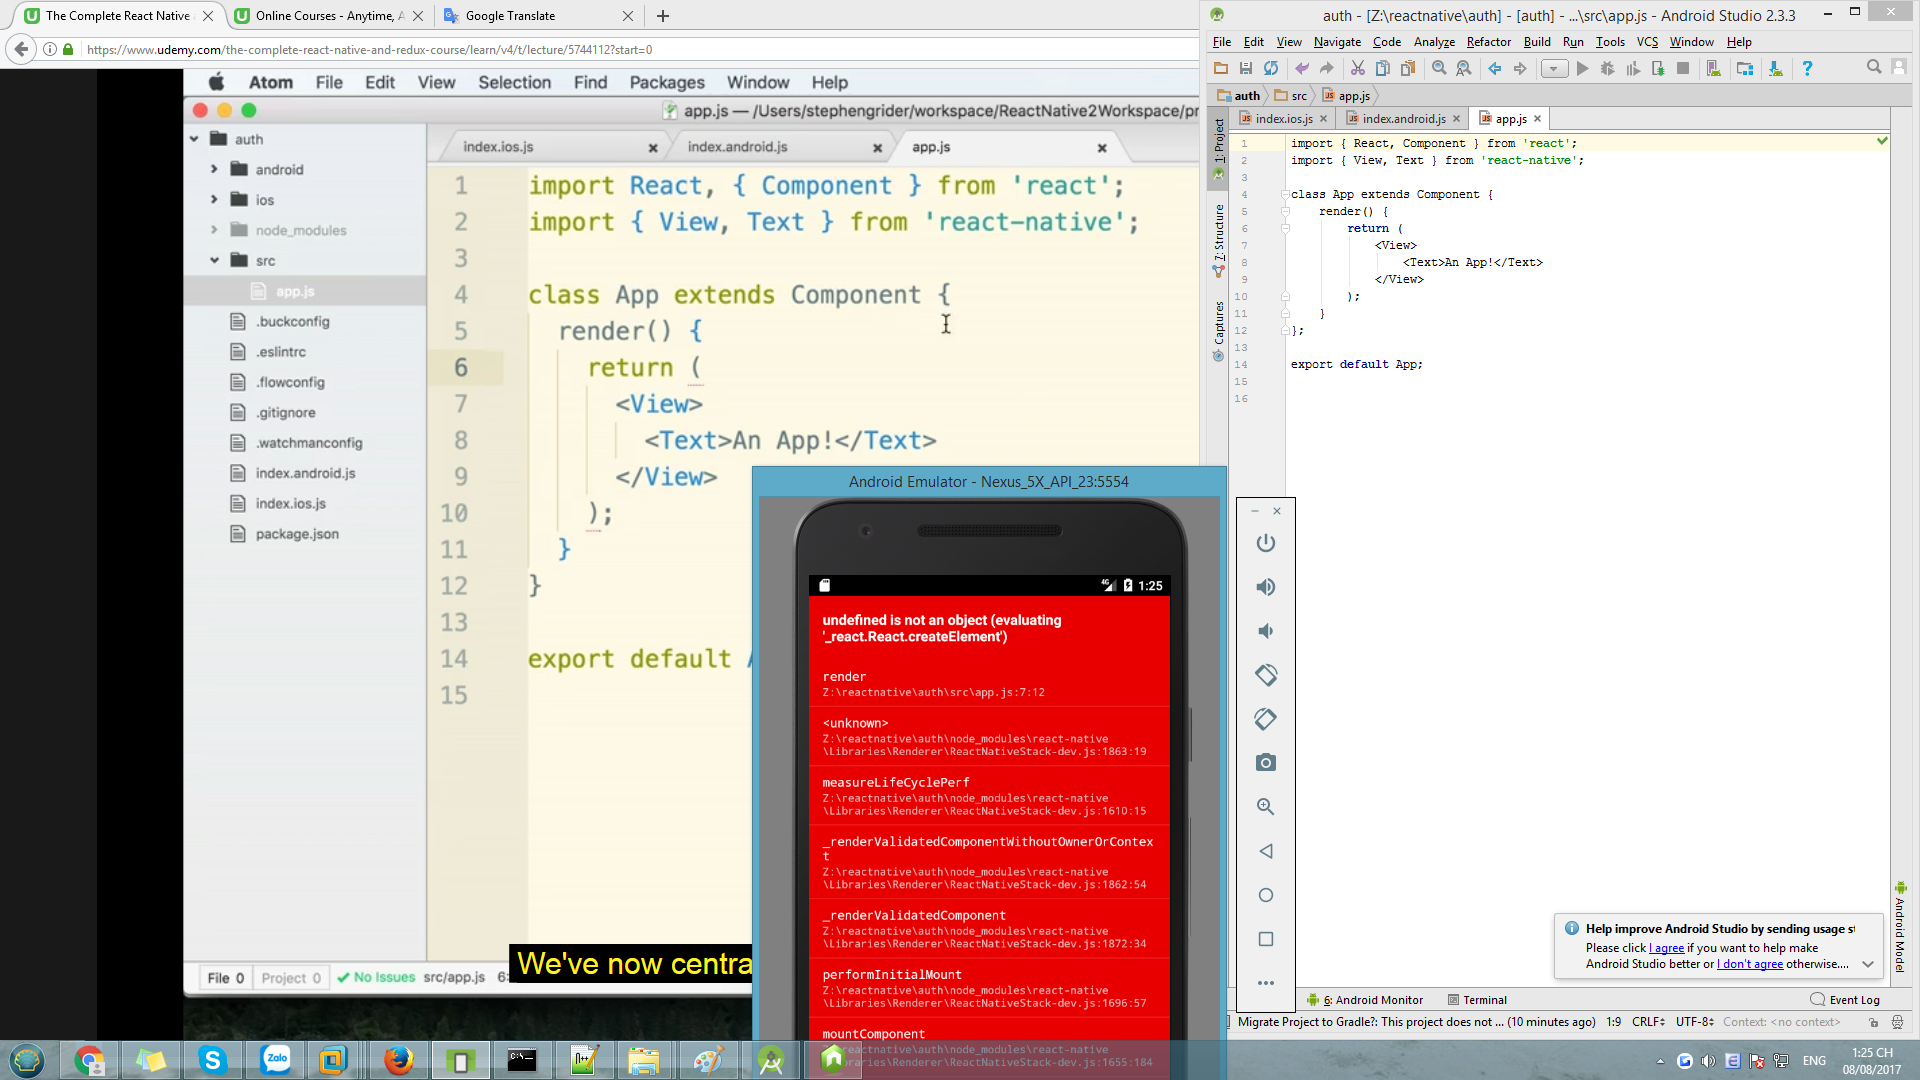 The Complete React Native
Online Courses - Anytime, A
Google Translate
https://www.udemy.com/the-complete-react-native-and-redux-course/learn/v4/t/lecture/5744112?start=0
Atom File Edit View Selection Find Packages Window Help
app.js — /Users/stephengrider/workspace/ReactNative2Workspace/pr
auth
android
ios
node_modules
src
app.js
.buckconfig
.eslintrc
.flowconfig
.gitignore
.watchmanconfig
index.android.js
index.ios.js
package.json
index.ios.js
index.android.js
app.js
1 import React, { Component } from 'react';
2 import { View, Text } from 'react-native';
3
4 class App extends Component {
5 render() {
6 return (
7 <View>
8 <Text>An App!</Text>
9 </View>
10 );
11 }
12 }
13
14 export default
15
File 0 Project 0 No Issues src/app.js 6:
We've now centra
Android Emulator - Nexus_5X_API_23:5554
4G 1:25
undefined is not an object (evaluating
'_react.React.createElement')
render
Z:\reactnative\auth\src\app.js:7:12
<unknown>
Z:\reactnative\auth\node_modules\react-native
\Libraries\Renderer\ReactNativeStack-dev.js:1863:19
measureLifeCyclePerf
Z:\reactnative\auth\node_modules\react-native
\Libraries\Renderer\ReactNativeStack-dev.js:1610:15
_renderValidatedComponentWithoutOwnerOrContex
t
Z:\reactnative\auth\node_modules\react-native
\Libraries\Renderer\ReactNativeStack-dev.js:1862:54
_renderValidatedComponent
Z:\reactnative\auth\node_modules\react-native
\Libraries\Renderer\ReactNativeStack-dev.js:1872:34
performInitialMount
Z:\reactnative\auth\node_modules\react-native
\Libraries\Renderer\ReactNativeStack-dev.js:1696:57
mountComponent
Z:\reactnative\auth\node_modules\react-native
\Libraries\Renderer\ReactNativeStack-dev.js:1655:184
auth - [Z:\reactnative\auth] - [auth] - ...\src\app.js - Android Studio 2.3.3
File Edit View Navigate Code Analyze Refactor Build Run Tools VCS Window Help
auth src app.js
index.ios.js index.android.js app.js
1: Project
7: Structure
Captures
1 import { React, Component } from 'react';
2 import { View, Text } from 'react-native';
3
4 class App extends Component {
5 render() {
6 return (
7 <View>
8 <Text>An App!</Text>
9 </View>
10 );
11 }
12 };
13
14 export default App;
15
16
Android Model
Help improve Android Studio by sending usage st
Please click I agree if you want to help make
Android Studio better or I don't agree otherwise....
6: Android Monitor Terminal Event Log
Migrate Project to Gradle?: This project does not ... (10 minutes ago) 1:9 CRLF UTF-8 Context: <no context>
Zalo
ENG
1:25 CH
08/08/2017